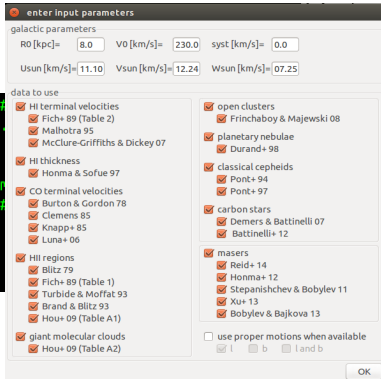 enter input parameters
galactic parameters
R0 [kpc]= 8.0 V0 [km/s]= 230.0 syst [km/s]= 0.0
Usun [km/s]= 11.10 Vsun [km/s]= 12.24 Wsun [km/s]= 07.25
data to use
HI terminal velocities
Fich+ 89 (Table 2)
Malhotra 95
McClure-Griffiths & Dickey 07
HI thickness
Honma & Sofue 97
CO terminal velocities
Burton & Gordon 78
Clemens 85
Knapp+ 85
Luna+ 06
HII regions
Blitz 79
Fich+ 89 (Table 1)
Turbide & Moffat 93
Brand & Blitz 93
Hou+ 09 (Table A1)
giant molecular clouds
Hou+ 09 (Table A2)
open clusters
Frinchaboy & Majewski 08
planetary nebulae
Durand+ 98
classical cepheids
Pont+ 94
Pont+ 97
carbon stars
Demers & Battinelli 07
Battinelli+ 12
masers
Reid+ 14
Honma+ 12
Stepanishchev & Bobylev 11
Xu+ 13
Bobylev & Bajkova 13
use proper motions when available
l b l and b
OK